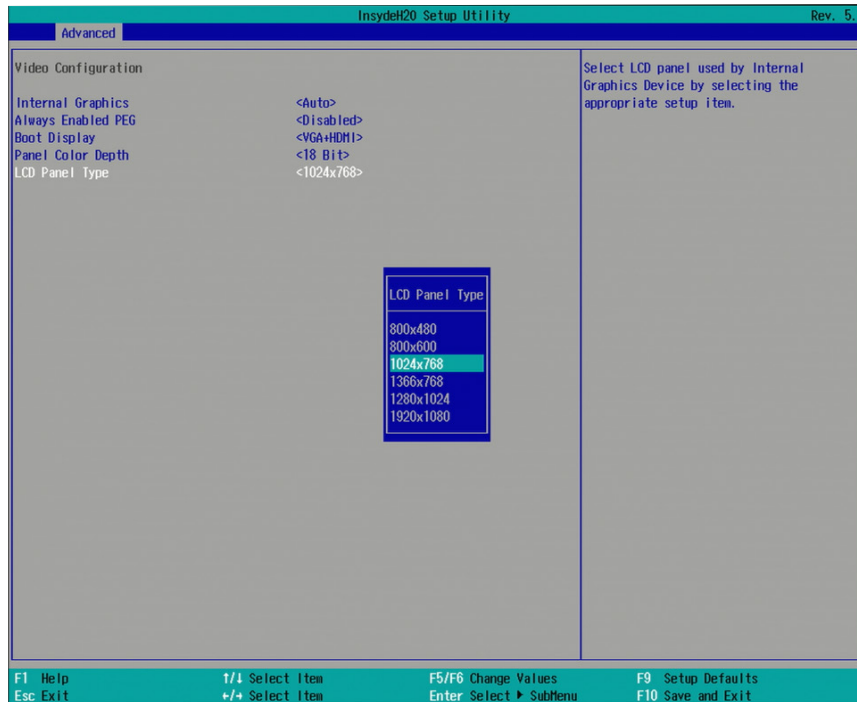 InsydeH20 Setup Utility Rev. 5.
Advanced
Video Configuration
Internal Graphics <Auto>
Always Enabled PEG <Disabled>
Boot Display <VGA+HDMI>
Panel Color Depth <18 Bit>
LCD Panel Type <1024x768>
Select LCD panel used by Internal
Graphics Device by selecting the
appropriate setup item.
LCD Panel Type
800x480
800x600
1024x768
1366x768
1280x1024
1920x1080
F1 Help ↑/↓ Select Item F5/F6 Change Values F9 Setup Defaults
Esc Exit ←/→ Select Item Enter Select ▶ SubMenu F10 Save and Exit